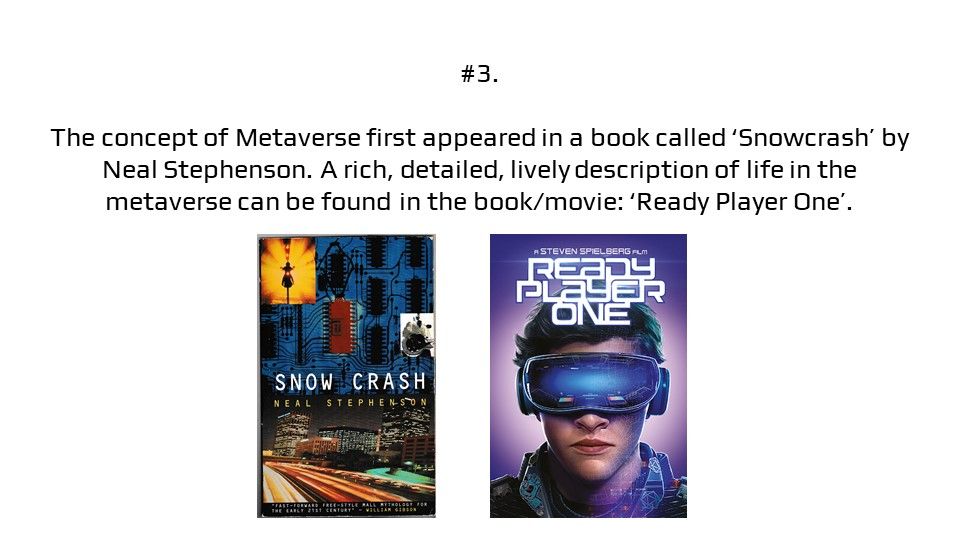 #3.
The concept of Metaverse first appeared in a book called ‘Snowcrash’ by
Neal Stephenson. A rich, detailed, lively description of life in the
metaverse can be found in the book/movie: ‘Ready Player One’.
SNOW CRASH
NEAL STEPHENSON
"FAST-FORWARD FREE-STYLE MALL MYTHOLOGY FOR
THE EARLY 21ST CENTURY" - WILLIAM GIBSON
A STEVEN SPIELBERG FILM
READY
PLAYER
ONE